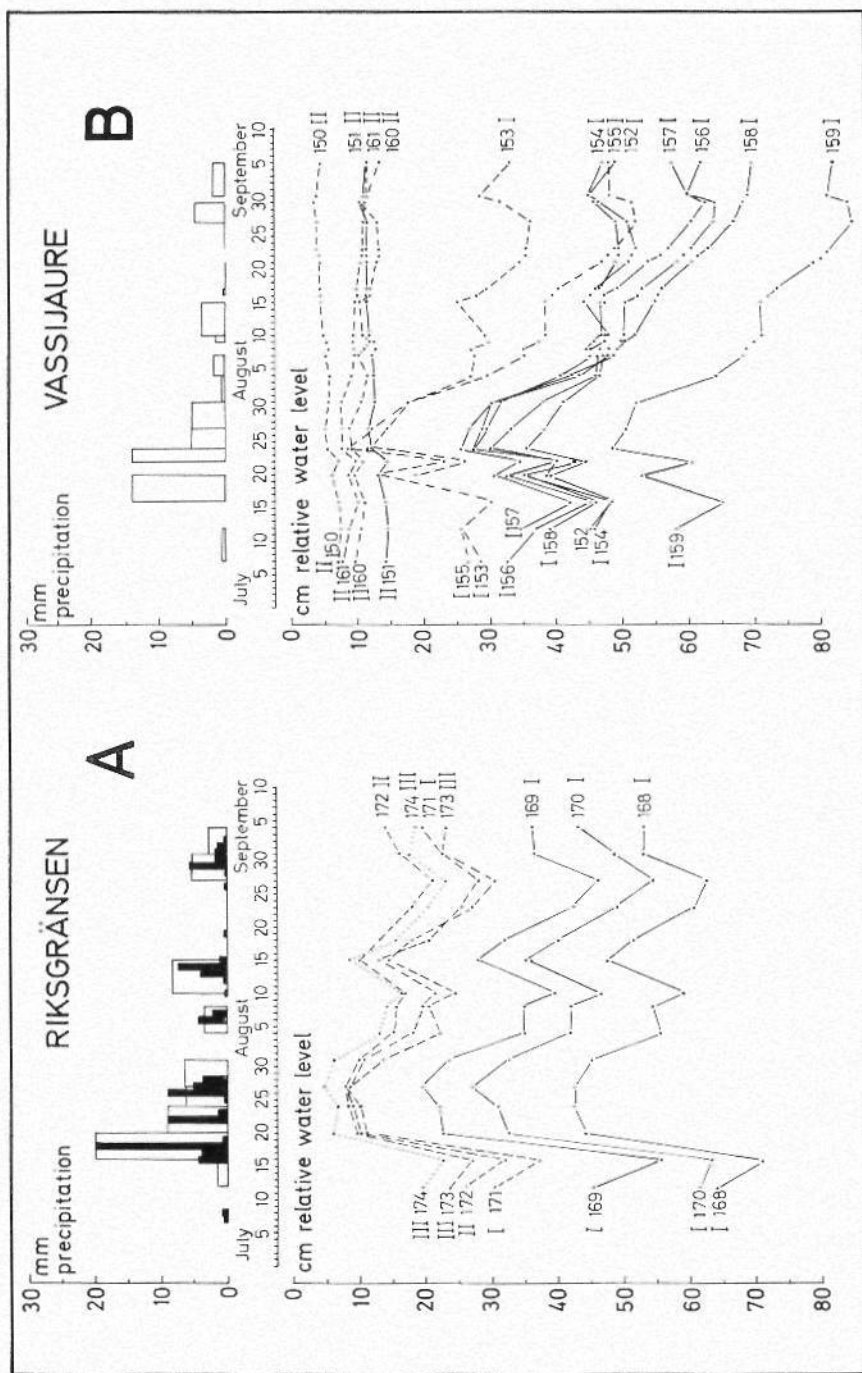 A
RIKSGRÄNSEN
30
mm
precipitation
20
10
0
5 10 15 20 25 30 5 10 15 20 25 30 5 10
July August September
cm relative water level
0
10
20
30
40
50
60
70
80
III 174
III 173
II 172
I 171
I 169
I 170
I 168
172 II
174 III
171 I
173 III
169 I
170 I
168 I
B
VASSIJAURE
30
mm
precipitation
20
10
0
5 10 15 20 25 30 5 10 15 20 25 30 5 10
July August September
cm relative water level
0
10
20
30
40
50
60
70
80
II 150
II 161
II 160
II 151
I 155
I 153
I 157
I 156
I 158
152
I 154
I 159
150 II
151 II
161 II
160 II
153 I
154 I
155 I
152 I
157 I
156 I
158 I
159 I